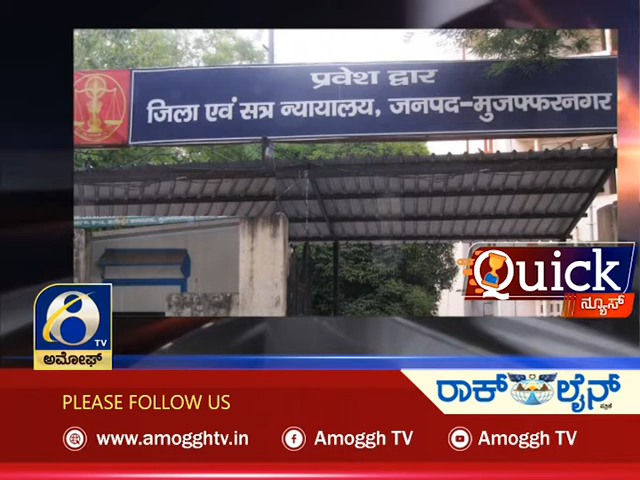 प्रवेश द्वार
जिला एवं सत्र न्यायालय, जनपद-मुजफ्फरनगर
Quick
ನ್ಯೂಸ್
TV
ಅಮೋಘ್
ರಾಕ್ ಲೈನ್
PLEASE FOLLOW US
www.amogghtv.in
Amoggh TV
Amoggh TV